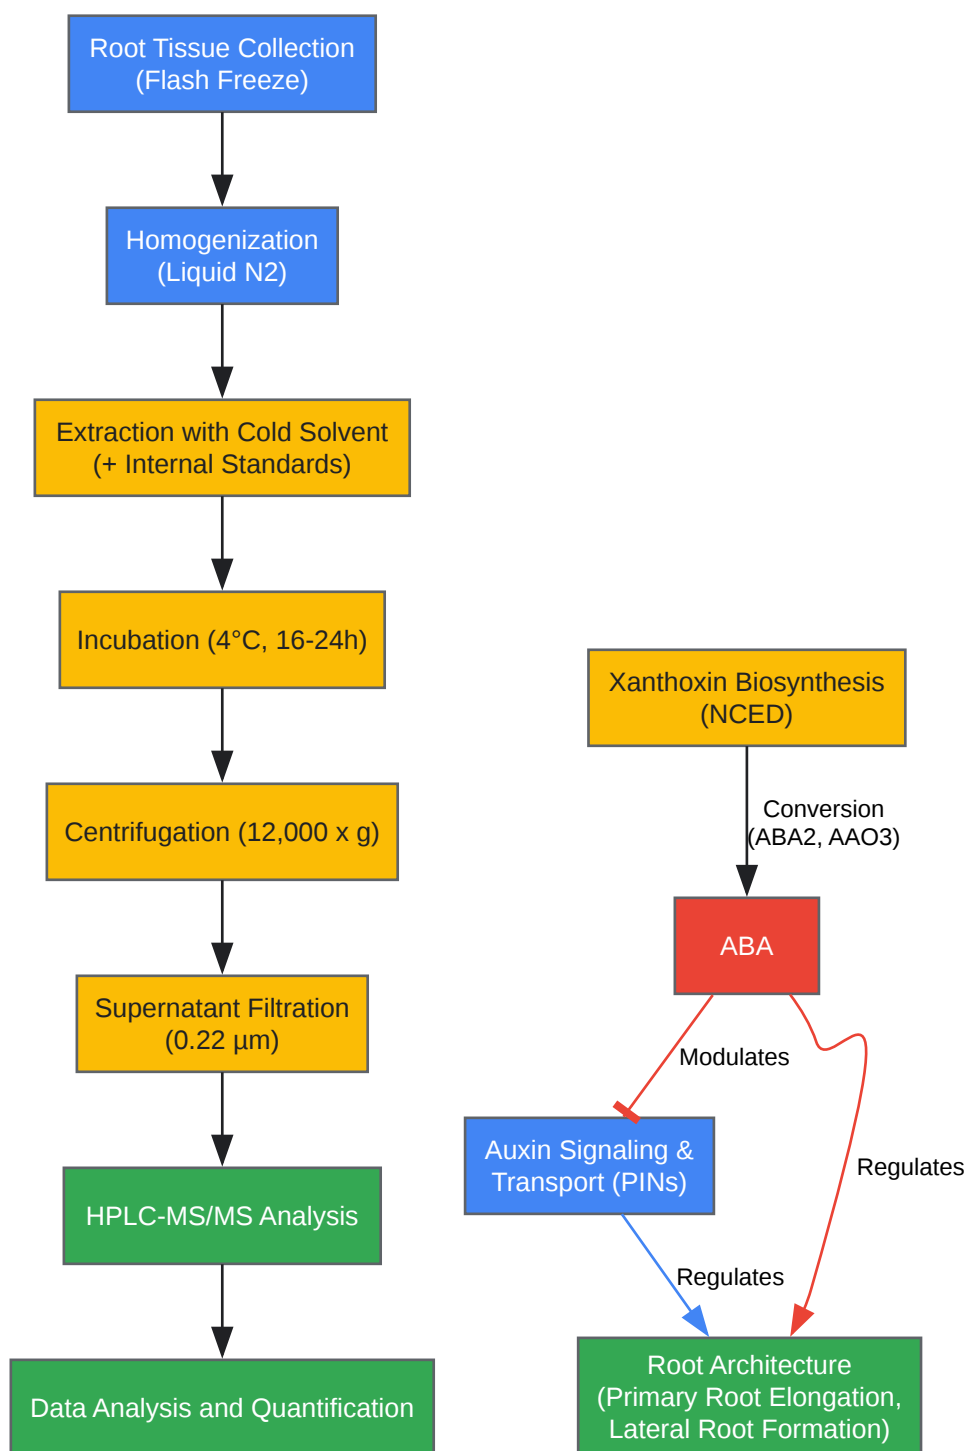 Root Tissue Collection
(Flash Freeze)
Homogenization
(Liquid N2)
Extraction with Cold Solvent
(+ Internal Standards)
Incubation (4°C, 16-24h)
Centrifugation (12,000 x g)
Supernatant Filtration
(0.22 µm)
HPLC-MS/MS Analysis
Data Analysis and Quantification
Xanthoxin Biosynthesis
(NCED)
Conversion
(ABA2, AAO3)
ABA
Modulates
Auxin Signaling &
Transport (PINs)
Regulates
Regulates
Root Architecture
(Primary Root Elongation,
Lateral Root Formation)